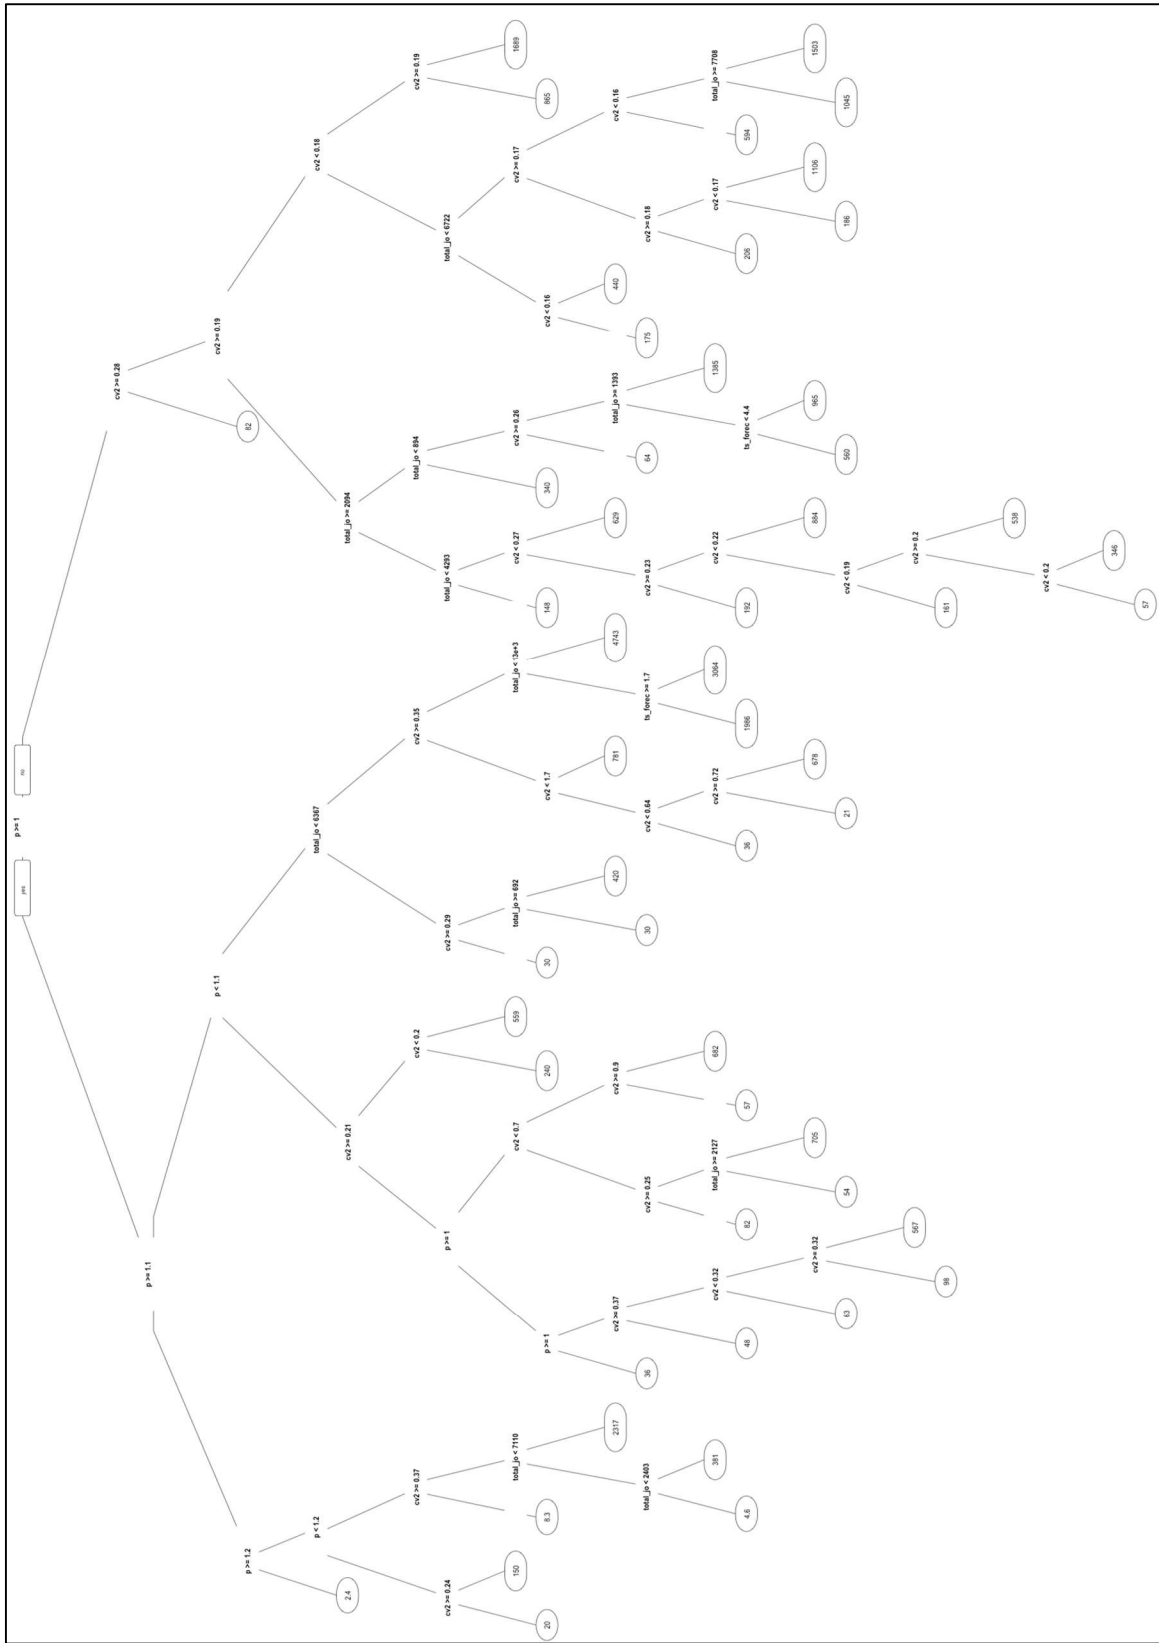 yes
p >= 1
no
cv2 >= 0.28
p >= 1.1
p < 1.1
cv2 >= 0.19
p >= 1.2
82
p < 1.2
total_jo < 6367
cv2 < 0.18
2.4
cv2 >= 0.21
total_jo >= 2094
cv2 >= 0.37
cv2 < 0.2
cv2 >= 0.35
total_jo < 894
cv2 >= 0.19
cv2 >= 0.24
p >= 1
cv2 >= 0.29
total_jo < 4293
total_jo < 6722
150
total_jo < 7110
cv2 < 0.7
559
total_jo >= 692
total_jo <
cv2 < 0.27
cv2 >= 0.26
cv2 >= 0.17
1689
20
8.3
p >= 1
240
30
cv2 < 1.7
148
340
cv2 < 0.16
865
2317
cv2 >= 0.37
cv2 >= 0.9
420
781
4743
629
total_jo >= 1393
440
cv2 < 0.16
total_jo < 2403
36
cv2 >= 0.25
30
cv2 < 0.64
ts_forec >= 1.7
cv2 >= 0.23
64
175
cv2 >= 0.18
381
cv2 < 0.32
total_jo >= 2127
682
cv2 >= 0.72
3064
cv2 < 0.22
1385
cv2 < 0.17
total_jo >= 7708
4.6
48
82
57
36
1986
192
ts_forec < 4.4
206
594
cv2 >= 0.32
705
678
884
965
1106
1503
63
54
21
cv2 < 0.19
560
186
1045
567
cv2 >= 0.2
98
161
538
cv2 < 0.2
346
57